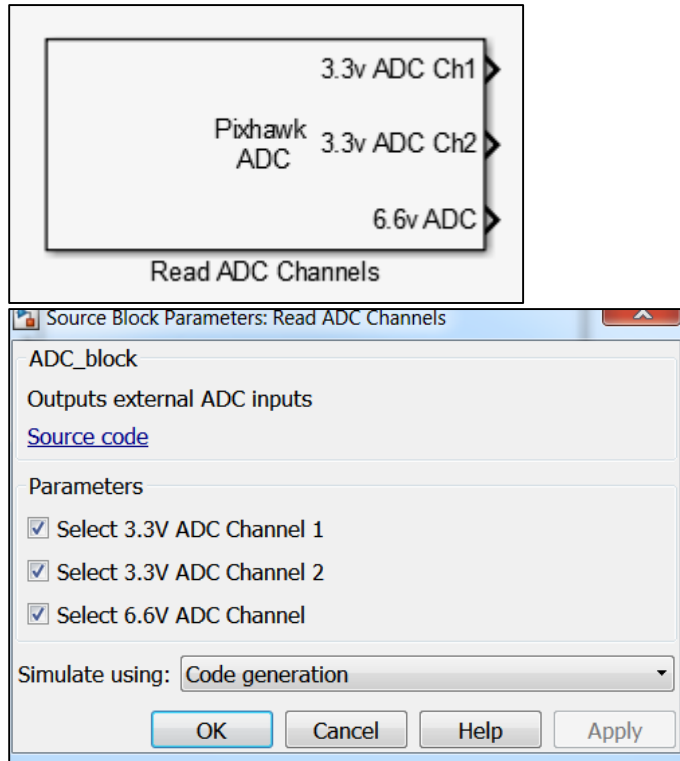 3.3v ADC Ch1
Pixhawk
ADC
3.3v ADC Ch2
6.6v ADC
Read ADC Channels
Source Block Parameters: Read ADC Channels
ADC_block
Outputs external ADC inputs
Source code
Parameters
Select 3.3V ADC Channel 1
Select 3.3V ADC Channel 2
Select 6.6V ADC Channel
Simulate using: Code generation
OK Cancel Help Apply